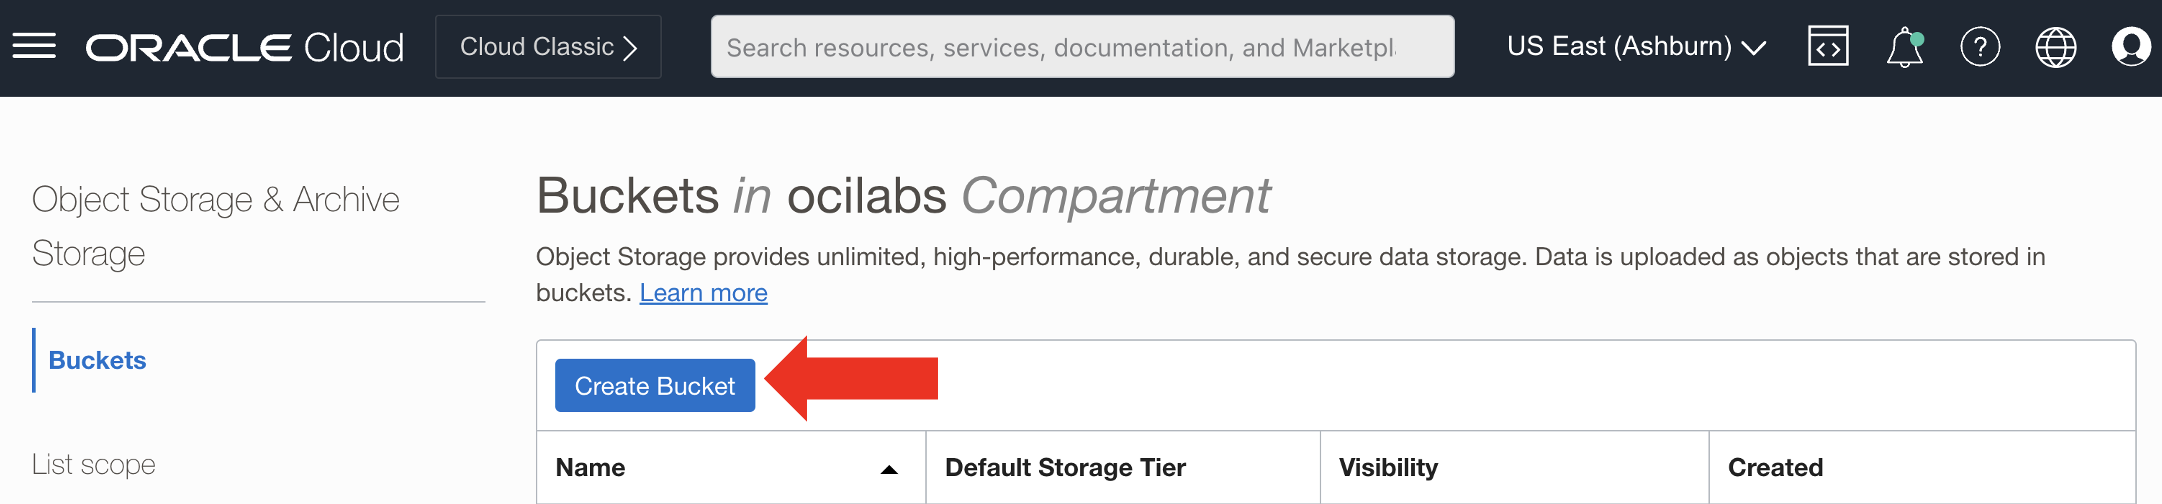 ORACLE Cloud
Cloud Classic
Search resources, services, documentation, and Marketpl
US East (Ashburn)
Object Storage & Archive
Storage
Buckets
List scope
Buckets in ocilabs Compartment
Object Storage provides unlimited, high-performance, durable, and secure data storage. Data is uploaded as objects that are stored in
buckets. Learn more
Create Bucket
Name
Default Storage Tier
Visibility
Created